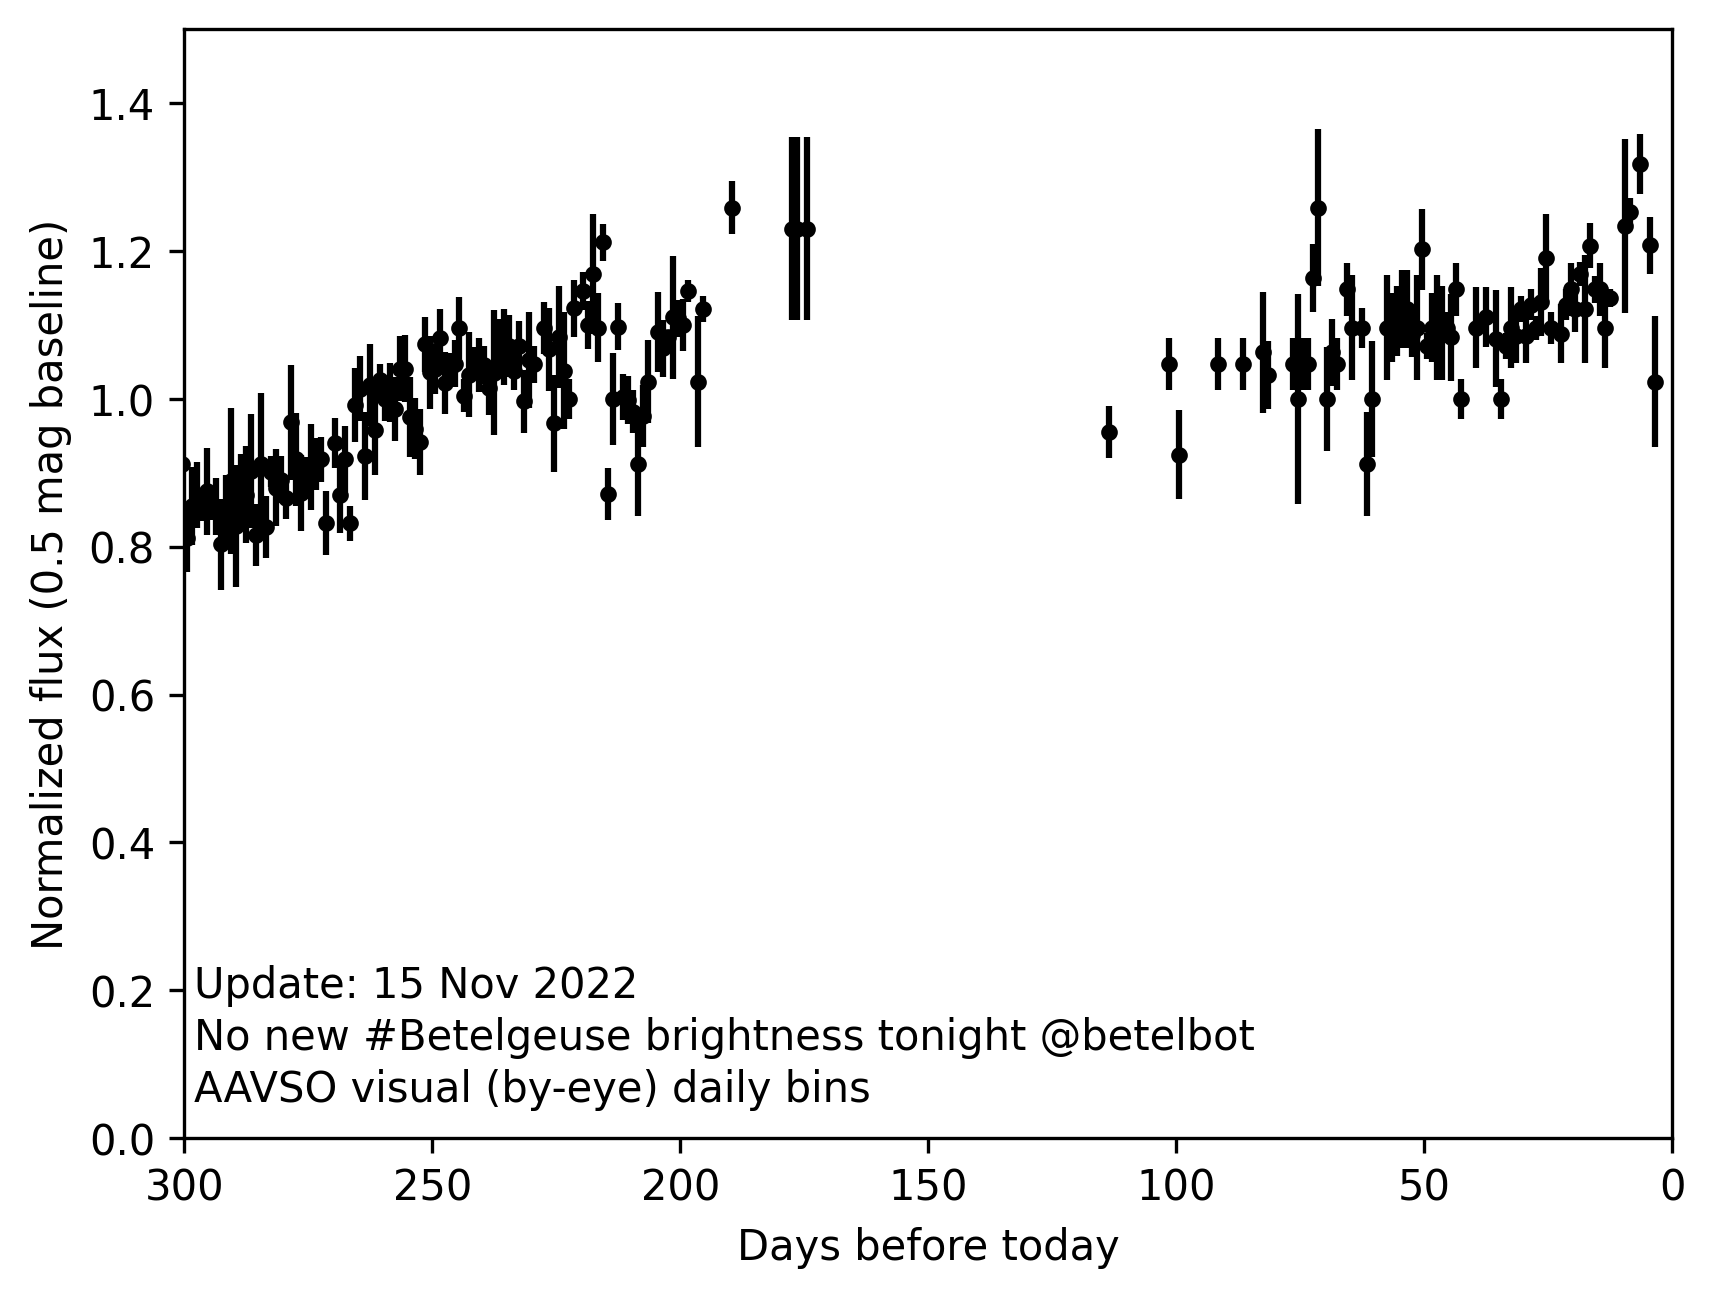 1.4
1.2
1.0
0.8
0.6
0.4
0.2
0.0
Normalized flux (0.5 mag baseline)
Update: 15 Nov 2022
No new #Betelgeuse brightness tonight @betelbot
AAVSO visual (by-eye) daily bins
300 250 200 150 100 50 0
Days before today